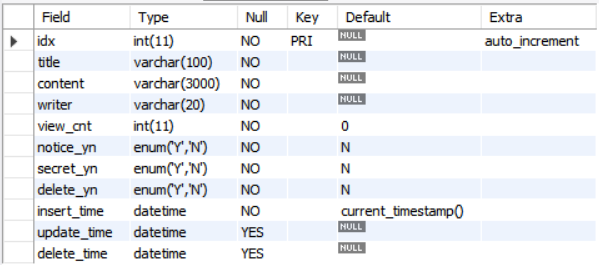 Field Type Null Key Default Extra
idx int(11) NO PRI NULL auto_increment
title varchar(100) NO NULL
content varchar(3000) NO NULL
writer varchar(20) NO NULL
view_cnt int(11) NO 0
notice_yn enum('Y','N') NO N
secret_yn enum('Y','N') NO N
delete_yn enum('Y','N') NO N
insert_time datetime NO current_timestamp()
update_time datetime YES NULL
delete_time datetime YES NULL